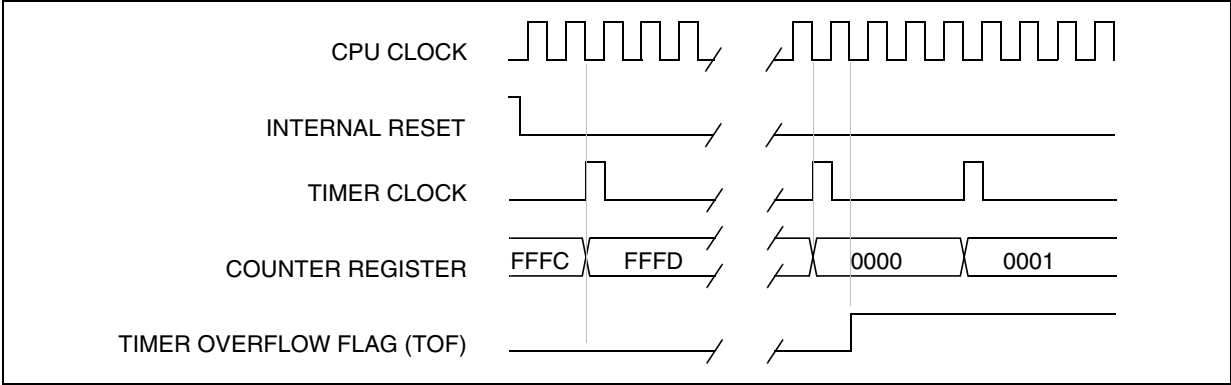 CPU CLOCK
INTERNAL RESET
TIMER CLOCK
COUNTER REGISTER FFFC FFFD 0000 0001
TIMER OVERFLOW FLAG (TOF)